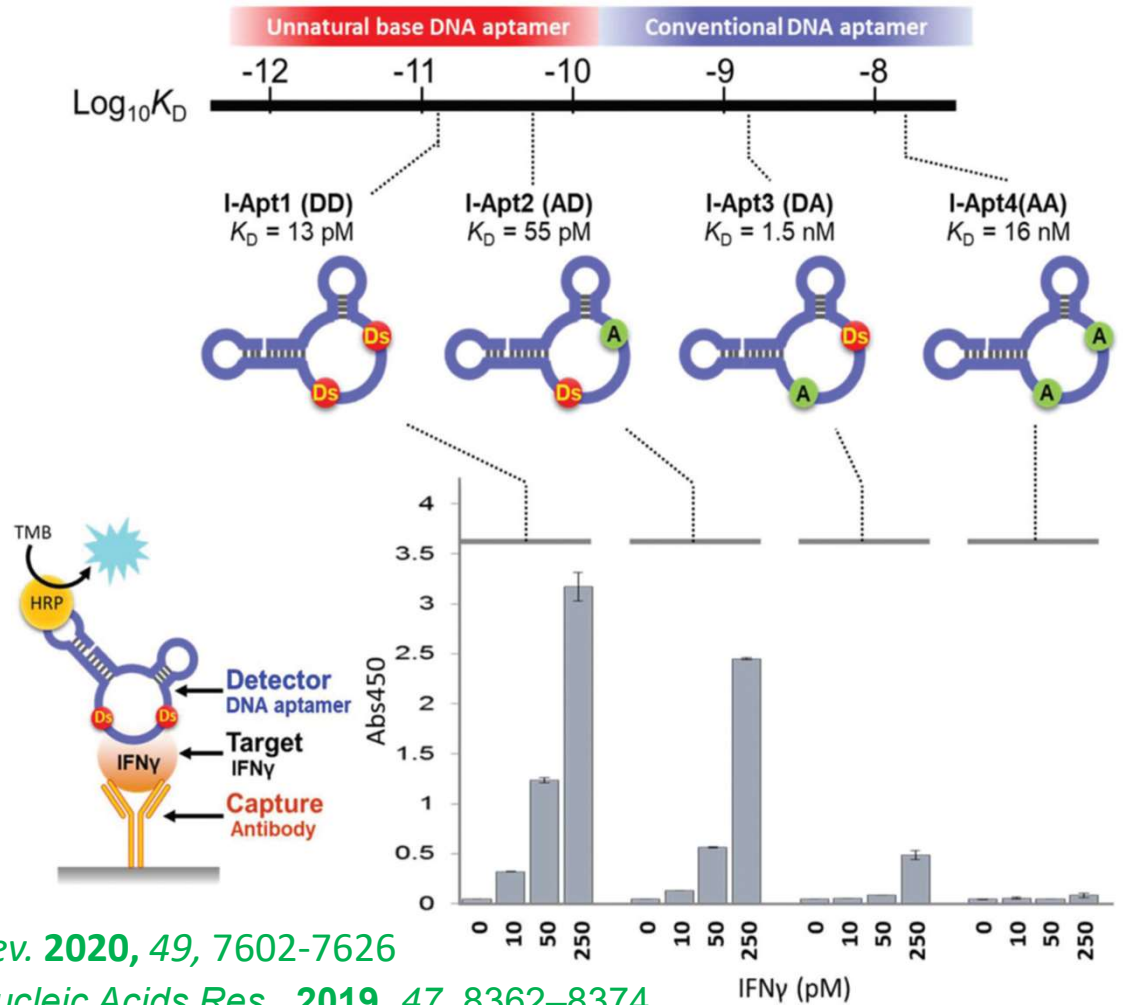 Unnatural base DNA aptamer Conventional DNA aptamer
-12 -11 -10 -9 -8
Log10KD
I-Apt1 (DD) I-Apt2 (AD) I-Apt3 (DA) I-Apt4(AA)
KD = 13 pM KD = 55 pM KD = 1.5 nM KD = 16 nM
Ds A Ds A
Ds Ds A A
4
3.5
3
2.5
2
1.5
1
0.5
0
Abs450
0 10 50 250 0 10 50 250 0 10 50 250 0 10 50 250
IFNγ (pM)
TMB
HRP
Detector
DNA aptamer
Ds Ds
Target
IFNγ
IFNγ
Capture
Antibody
ev. 2020, 49, 7602-7626
ucleic Acids Res. 2019, 47, 8362–8374